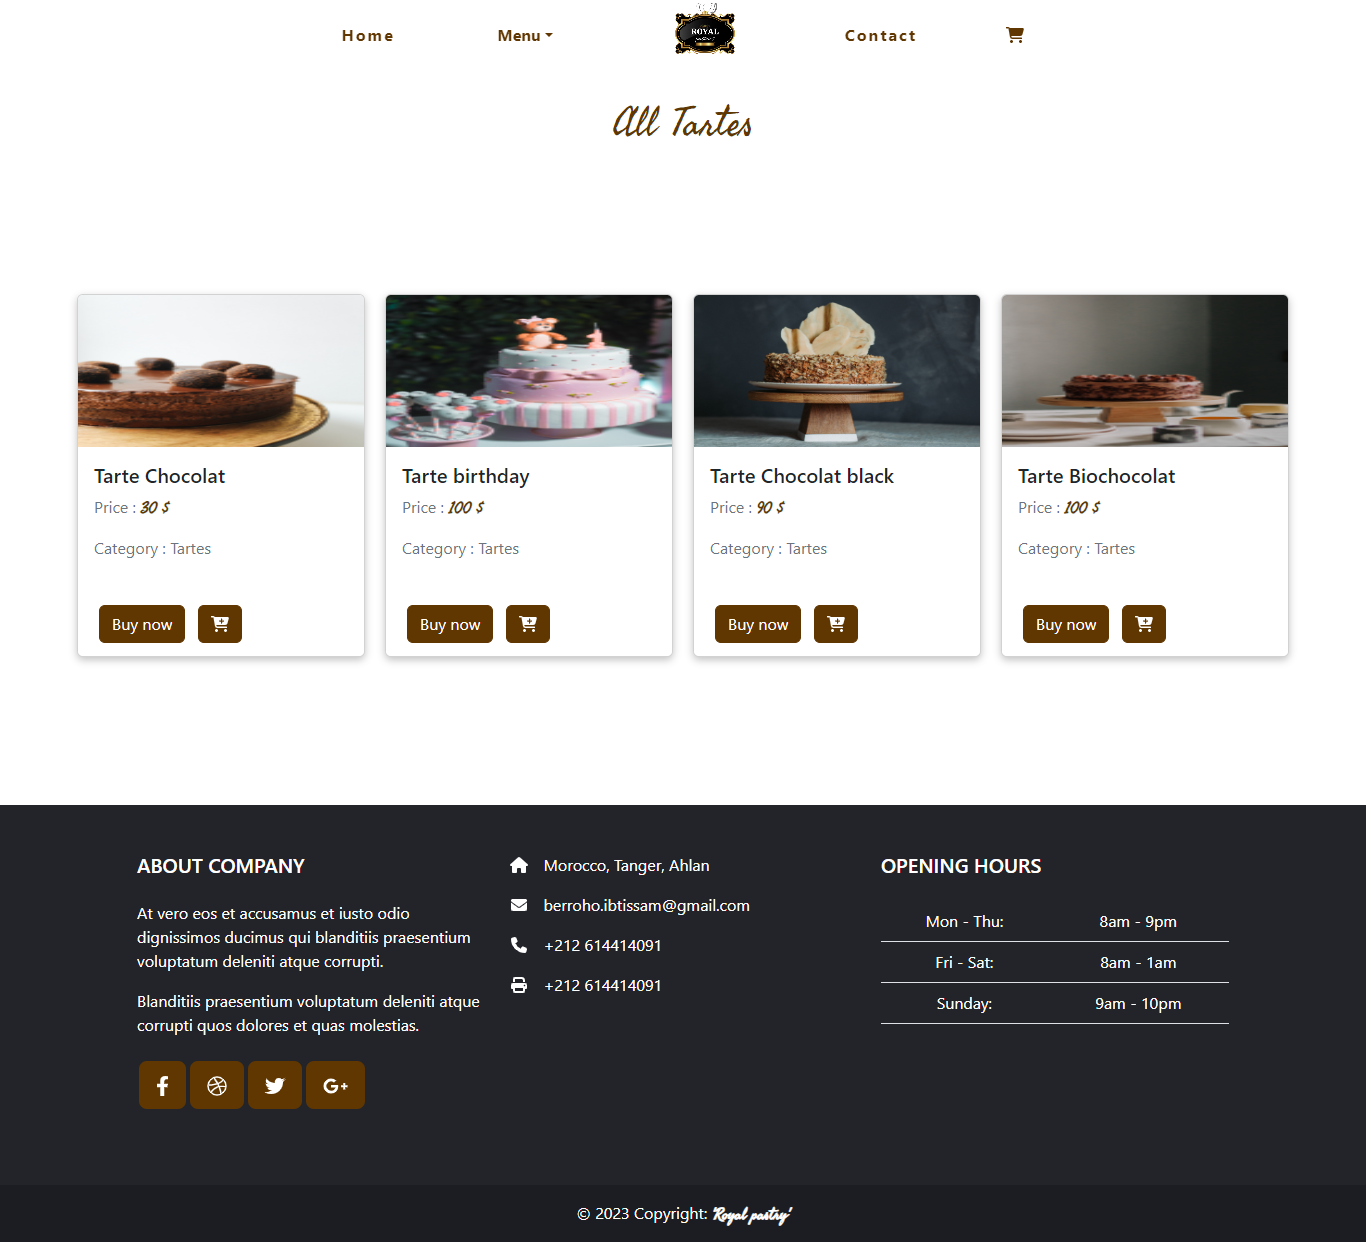 Home
Menu
ROYAL
Contact
All Tartes
Tarte Chocolat
Price : 30 $
Category : Tartes
Buy now
Tarte birthday
Price : 100 $
Category : Tartes
Buy now
Tarte Chocolat black
Price : 90 $
Category : Tartes
Buy now
Tarte Biochocolat
Price : 100 $
Category : Tartes
Buy now
ABOUT COMPANY
At vero eos et accusamus et iusto odio
dignissimos ducimus qui blanditiis praesentium
voluptatum deleniti atque corrupti.
Blanditiis praesentium voluptatum deleniti atque
corrupti quos dolores et quas molestias.
Morocco, Tanger, Ahlan
berroho.ibtissam@gmail.com
+212 614414091
+212 614414091
OPENING HOURS
Mon - Thu: 8am - 9pm
Fri - Sat: 8am - 1am
Sunday: 9am - 10pm
© 2023 Copyright: 'Royal pastry'